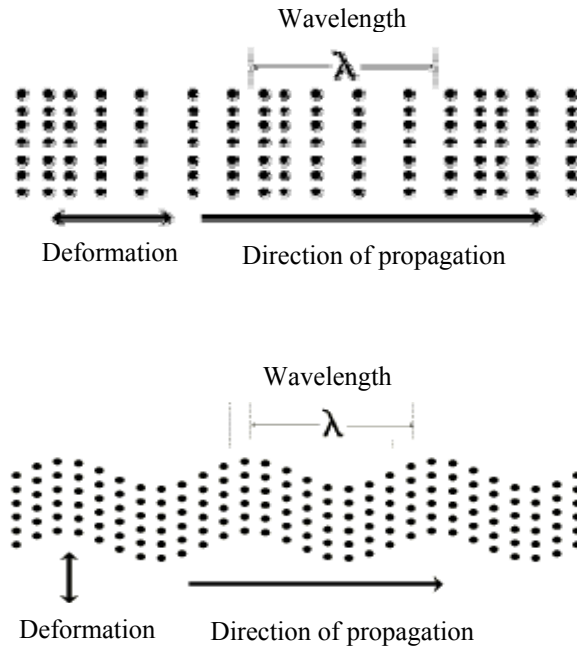 Wavelength
λ
Deformation
Direction of propagation
Wavelength
λ
Deformation
Direction of propagation